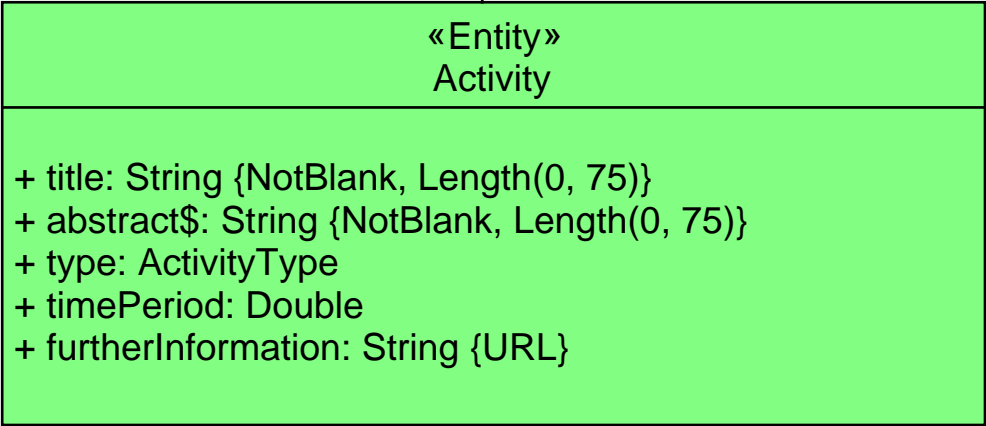 «Entity»
Activity
+ title: String {NotBlank, Length(0, 75)}
+ abstract$: String {NotBlank, Length(0, 75)}
+ type: ActivityType
+ timePeriod: Double
+ furtherInformation: String {URL}